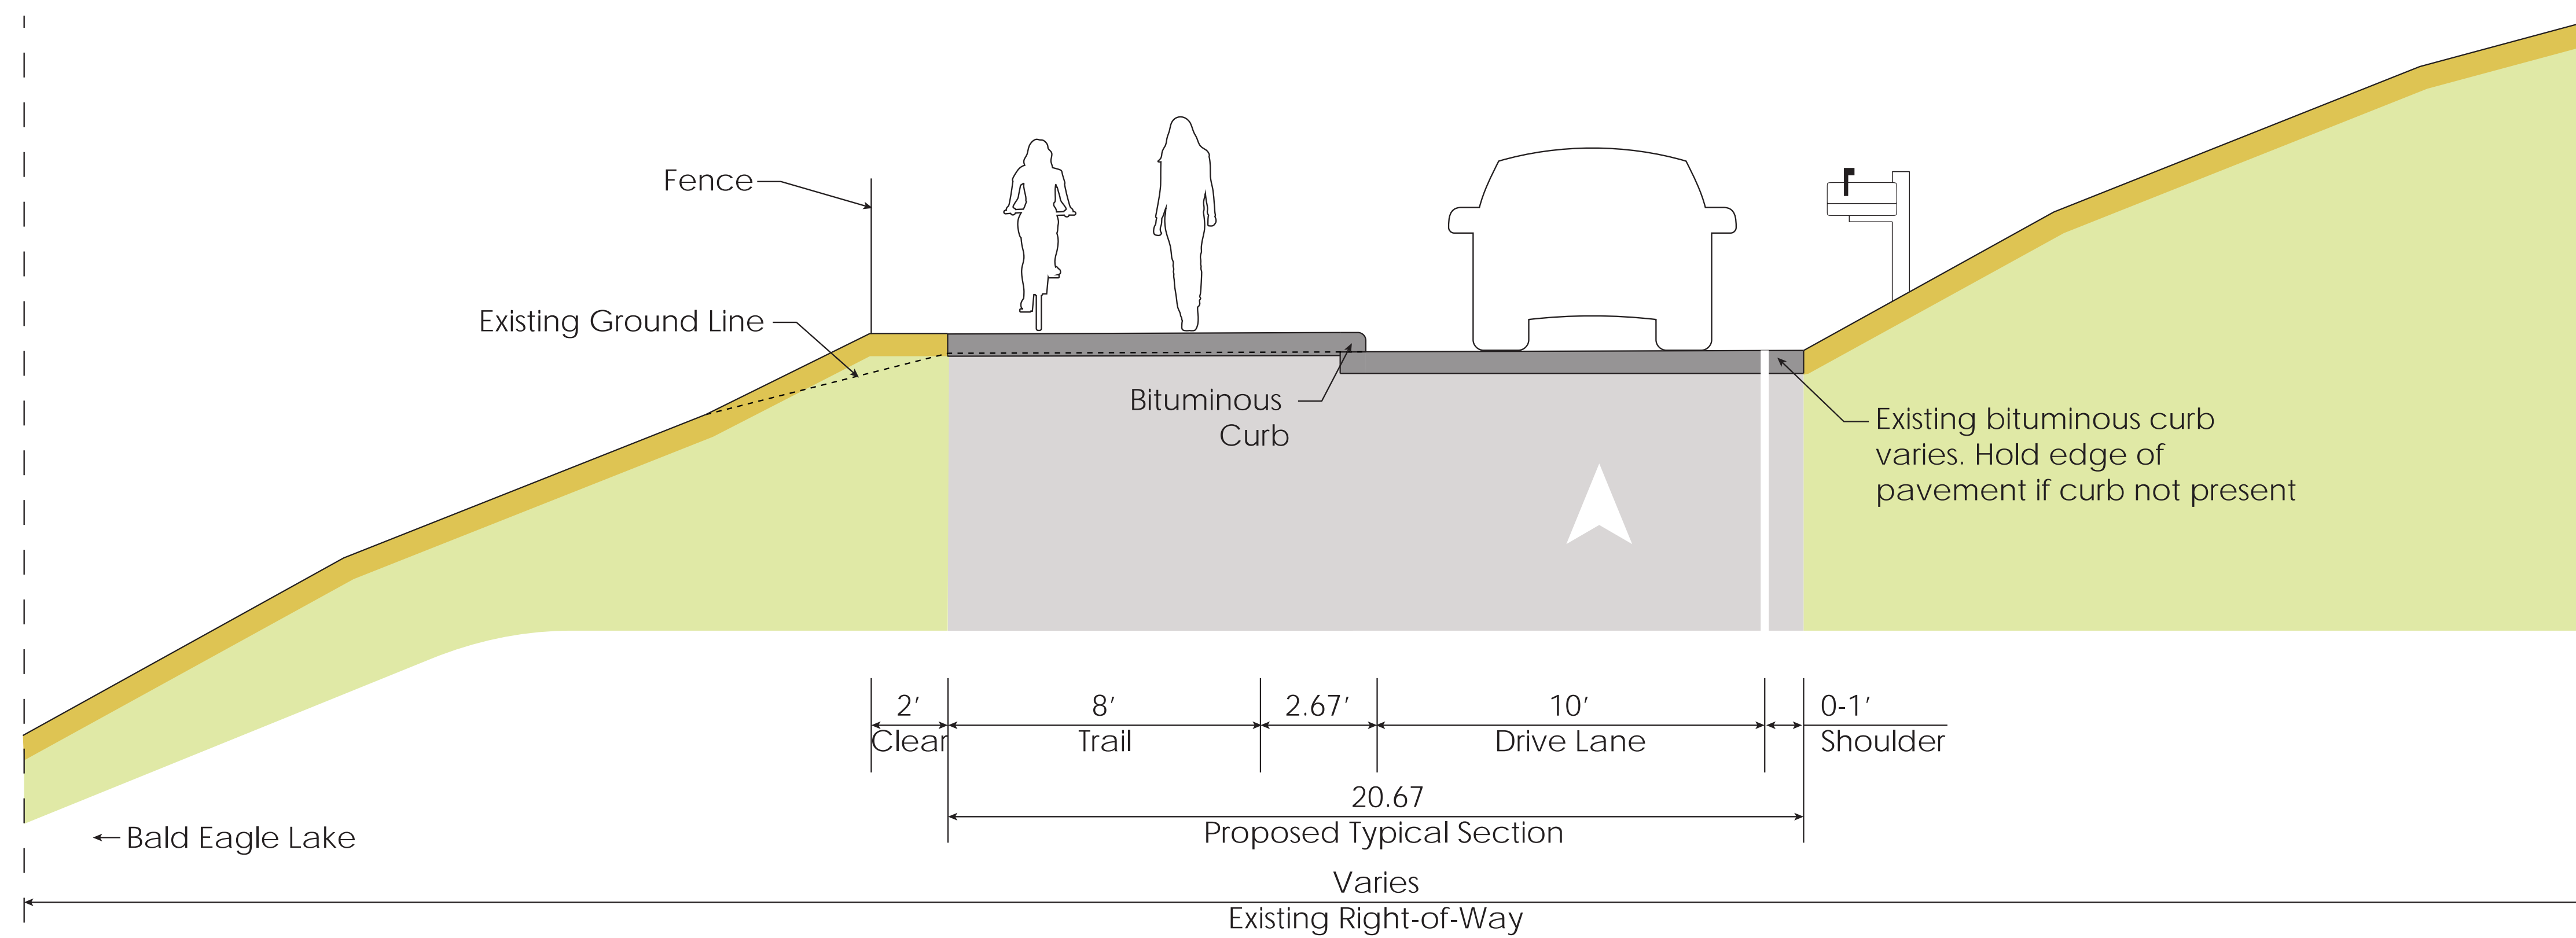 Fence
Existing Ground Line
Bituminous
Curb
Existing bituminous curb
varies. Hold edge of
pavement if curb not present
2’
Clear
8’
Trail
2.67’
10’
Drive Lane
0-1’
Shoulder
20.67
Proposed Typical Section
Bald Eagle Lake
Varies
Existing Right-of-Way